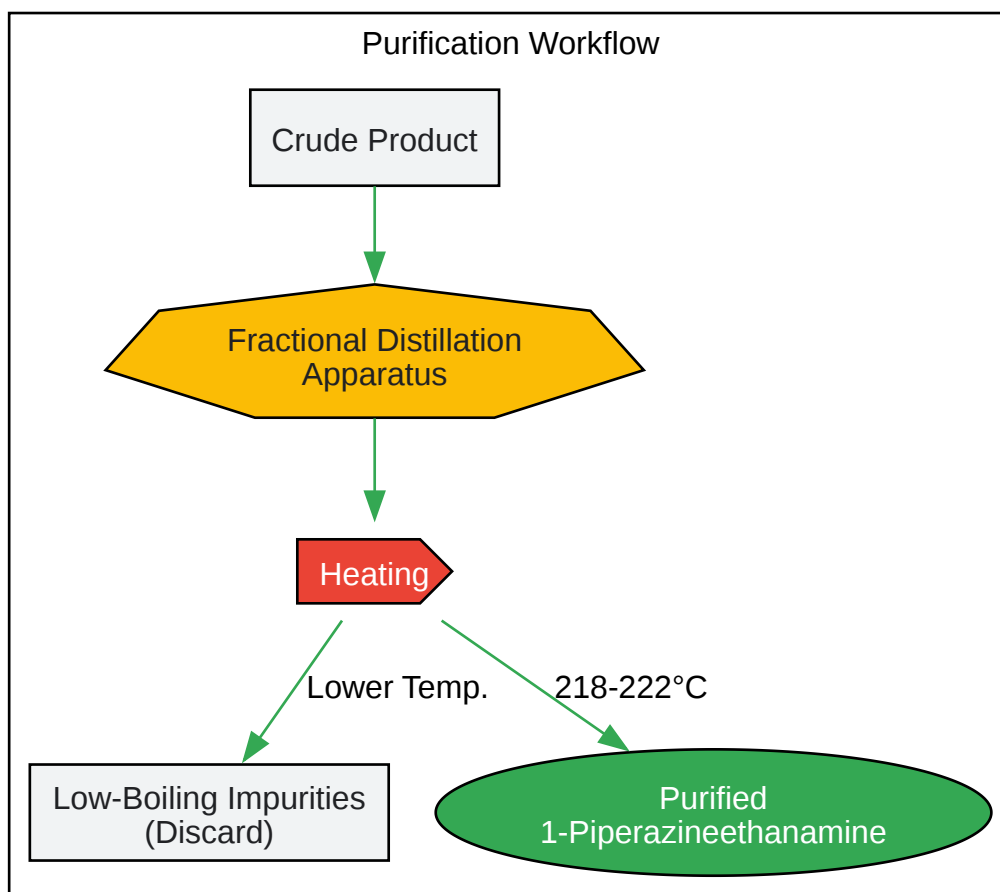 Purification Workflow
Crude Product
Fractional Distillation
Apparatus
Heating
Lower Temp.
218-222°C
Low-Boiling Impurities
(Discard)
Purified
1-Piperazineethanamine